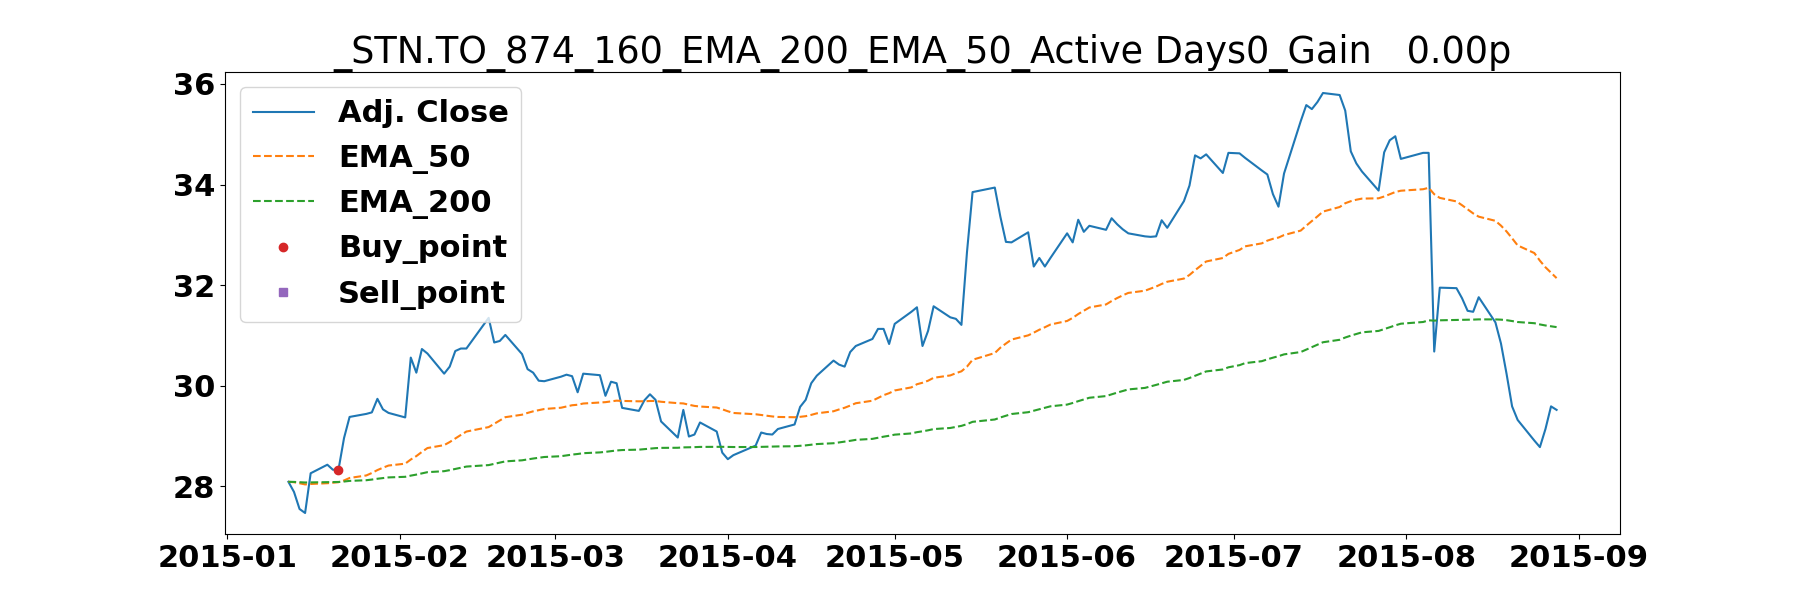 _STN.TO_874_160_EMA_200_EMA_50_Active Days0_Gain   0.00p
36
34
32
30
28
Adj. Close
EMA_50
EMA_200
Buy_point
Sell_point
2015-01 2015-02 2015-03 2015-04 2015-05 2015-06 2015-07 2015-08 2015-09